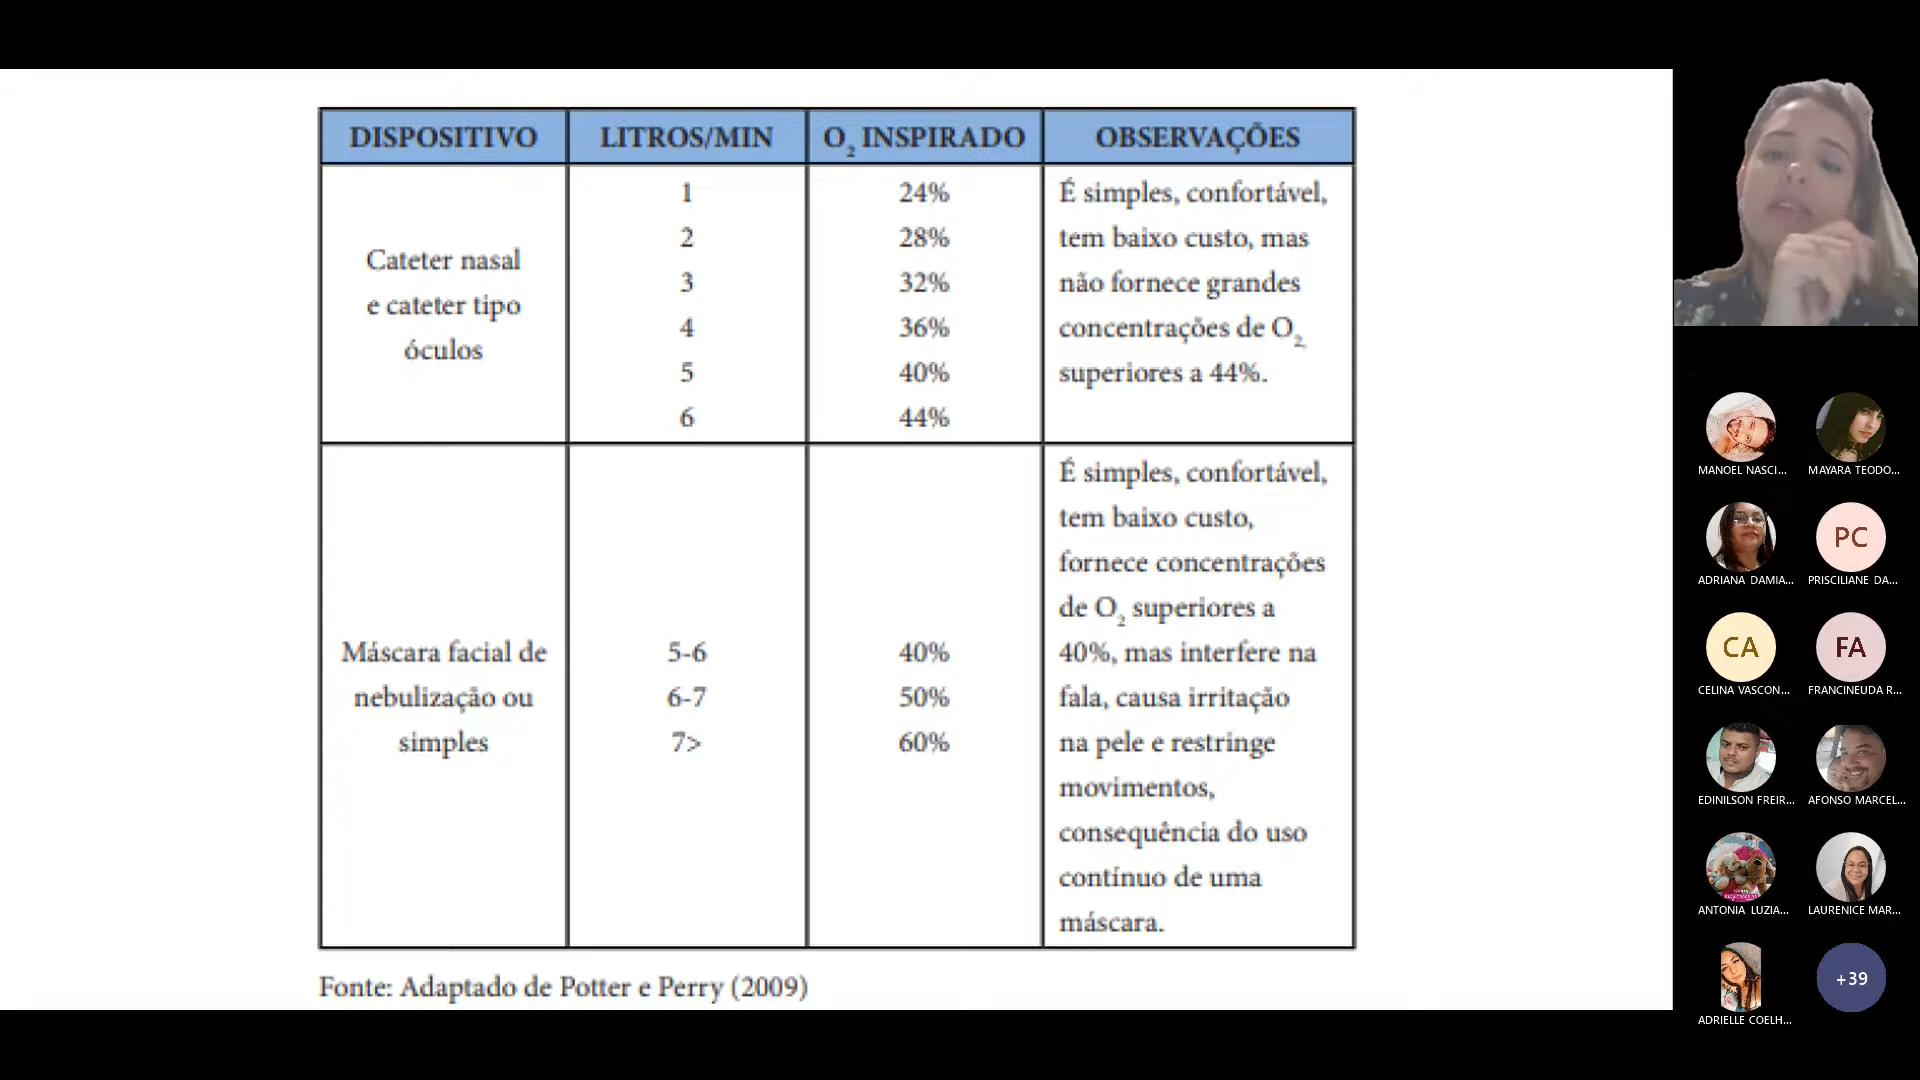 DISPOSITIVO
LITROS/MIN
O₂ INSPIRADO
OBSERVAÇÕES
Cateter nasal
e cateter tipo
óculos
1
2
3
4
5
6
24%
28%
32%
36%
40%
44%
É simples, confortável,
tem baixo custo, mas
não fornece grandes
concentrações de O₂,
superiores a 44%.
Máscara facial de
nebulização ou
simples
5-6
6-7
7>
40%
50%
60%
É simples, confortável,
tem baixo custo,
fornece concentrações
de O₂ superiores a
40%, mas interfere na
fala, causa irritação
na pele e restringe
movimentos,
consequência do uso
contínuo de uma
máscara.
Fonte: Adaptado de Potter e Perry (2009)
MANOEL NASCI...
MAYARA TEODO...
ADRIANA DAMIA...
PC
PRISCILIANE DA...
CA
CELINA VASCON...
FA
FRANCINEUDA R...
EDINILSON FREIR...
AFONSO MARCEL...
ANTONIA LUZIA...
LAURENICE MAR...
ADRIELLE COELH...
+39